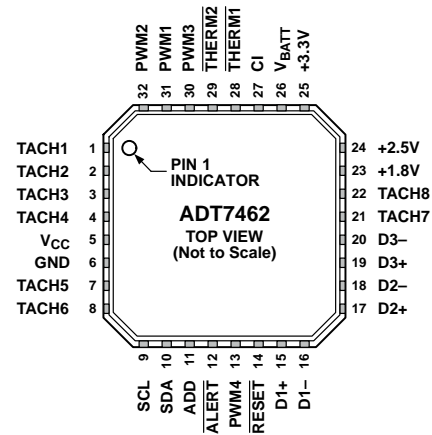 PWM2
PWM1
PWM3
THERM2
THERM1
CI
VBATT
+3.3V
32
31
30
29
28
27
26
25
TACH1 1
TACH2 2
TACH3 3
TACH4 4
VCC 5
GND 6
TACH5 7
TACH6 8
PIN 1
INDICATOR
ADT7462
TOP VIEW
(Not to Scale)
24 +2.5V
23 +1.8V
22 TACH8
21 TACH7
20 D3–
19 D3+
18 D2–
17 D2+
9
10
11
12
13
14
15
16
SCL
SDA
ADD
ALERT
PWM4
RESET
D1+
D1–